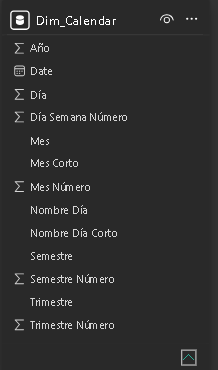 Dim_Calendar
Año
Date
Día
Día Semana Número
Mes
Mes Corto
Mes Número
Nombre Día
Nombre Día Corto
Semestre
Semestre Número
Trimestre
Trimestre Número